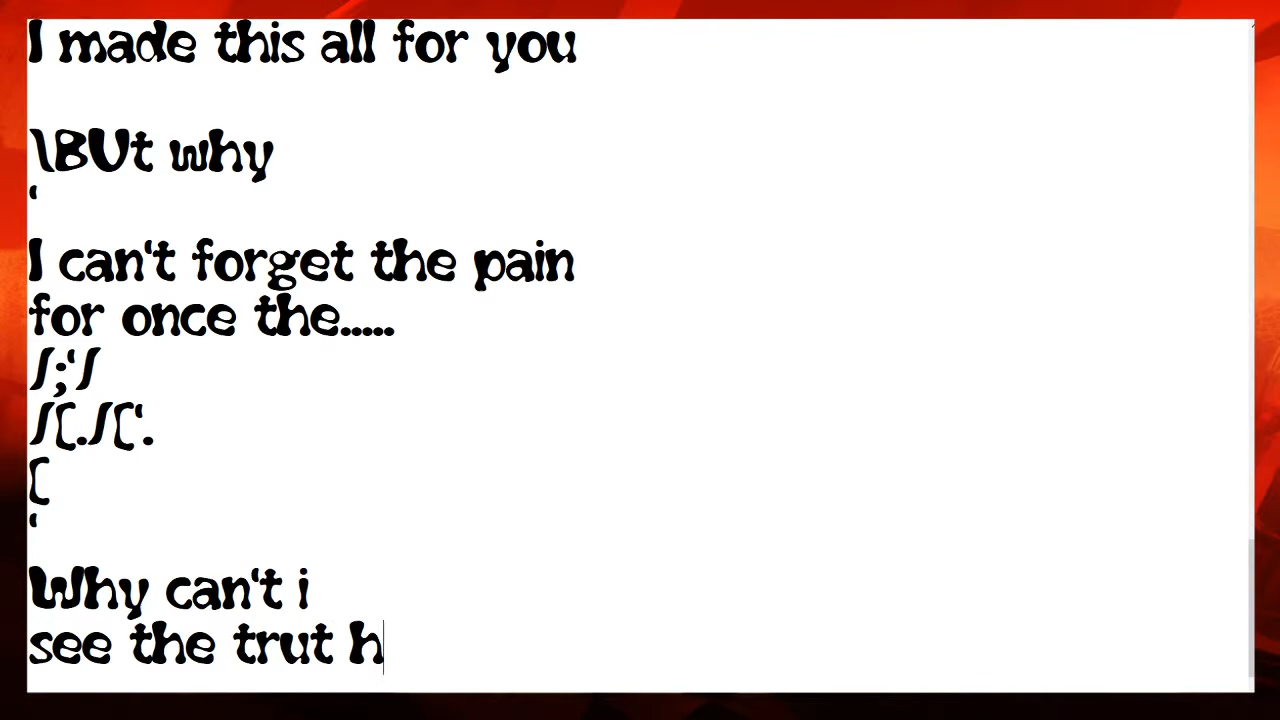 I made this all for you
\BUt why
'
I can't forget the pain
for once the.....
/;'/
/[./['.
[
'
Why can't i
see the trut h